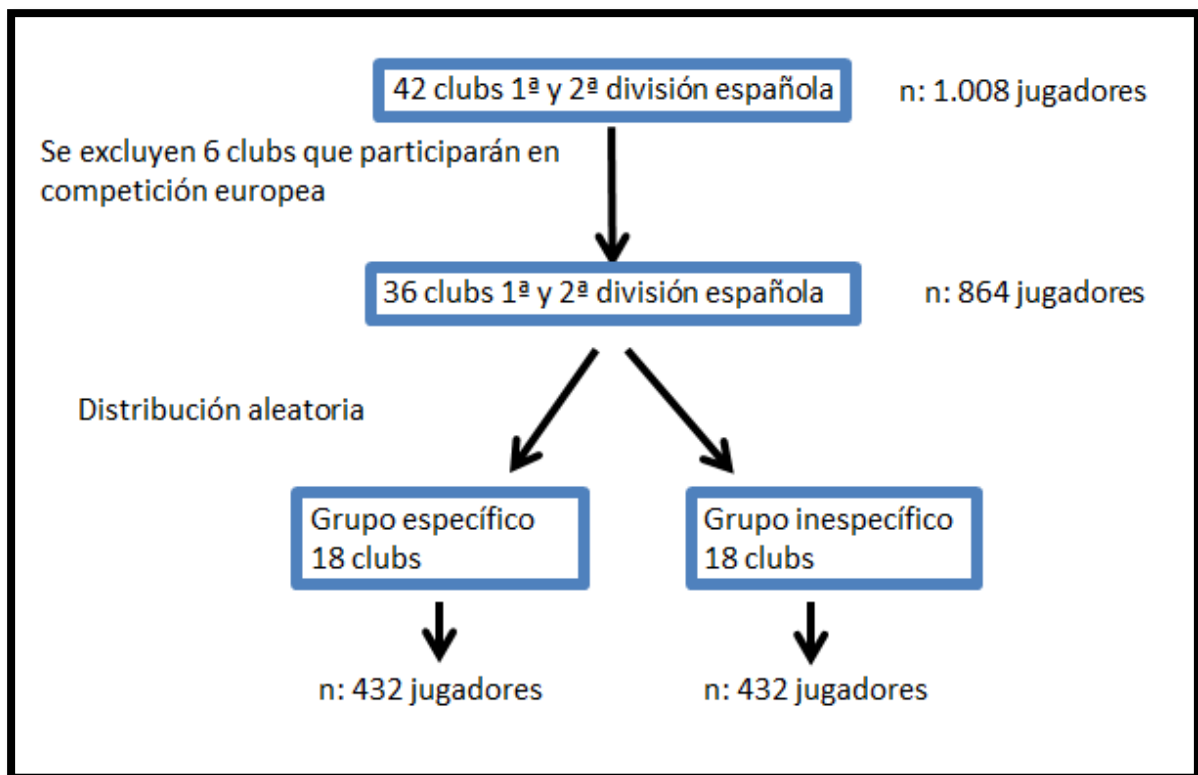 42 clubs 1ª y 2ª división española
n: 1.008 jugadores
Se excluyen 6 clubs que participarán en
competición europea
36 clubs 1ª y 2ª división española
n: 864 jugadores
Distribución aleatoria
Grupo específico
18 clubs
Grupo inespecífico
18 clubs
n: 432 jugadores
n: 432 jugadores